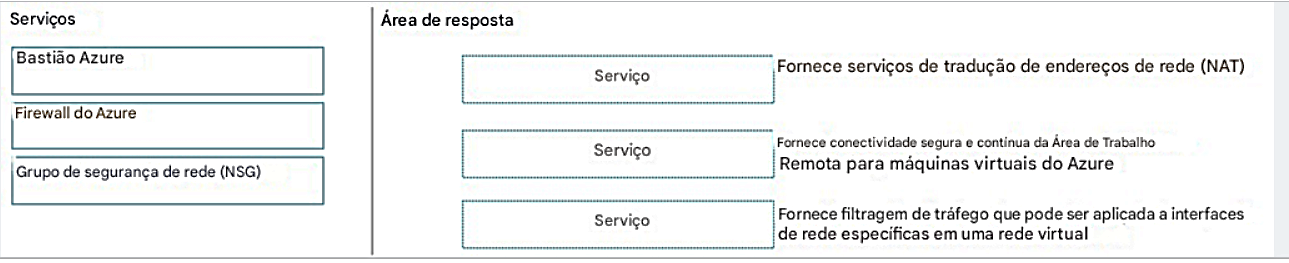 Serviços
Bastião Azure
Firewall do Azure
Grupo de segurança de rede (NSG)
Área de resposta
Serviço
Fornece serviços de tradução de endereços de rede (NAT)
Serviço
Fornece conectividade segura e contínua da Área de Trabalho
Remota para máquinas virtuais do Azure
Serviço
Fornece filtragem de tráfego que pode ser aplicada a interfaces
de rede específicas em uma rede virtual